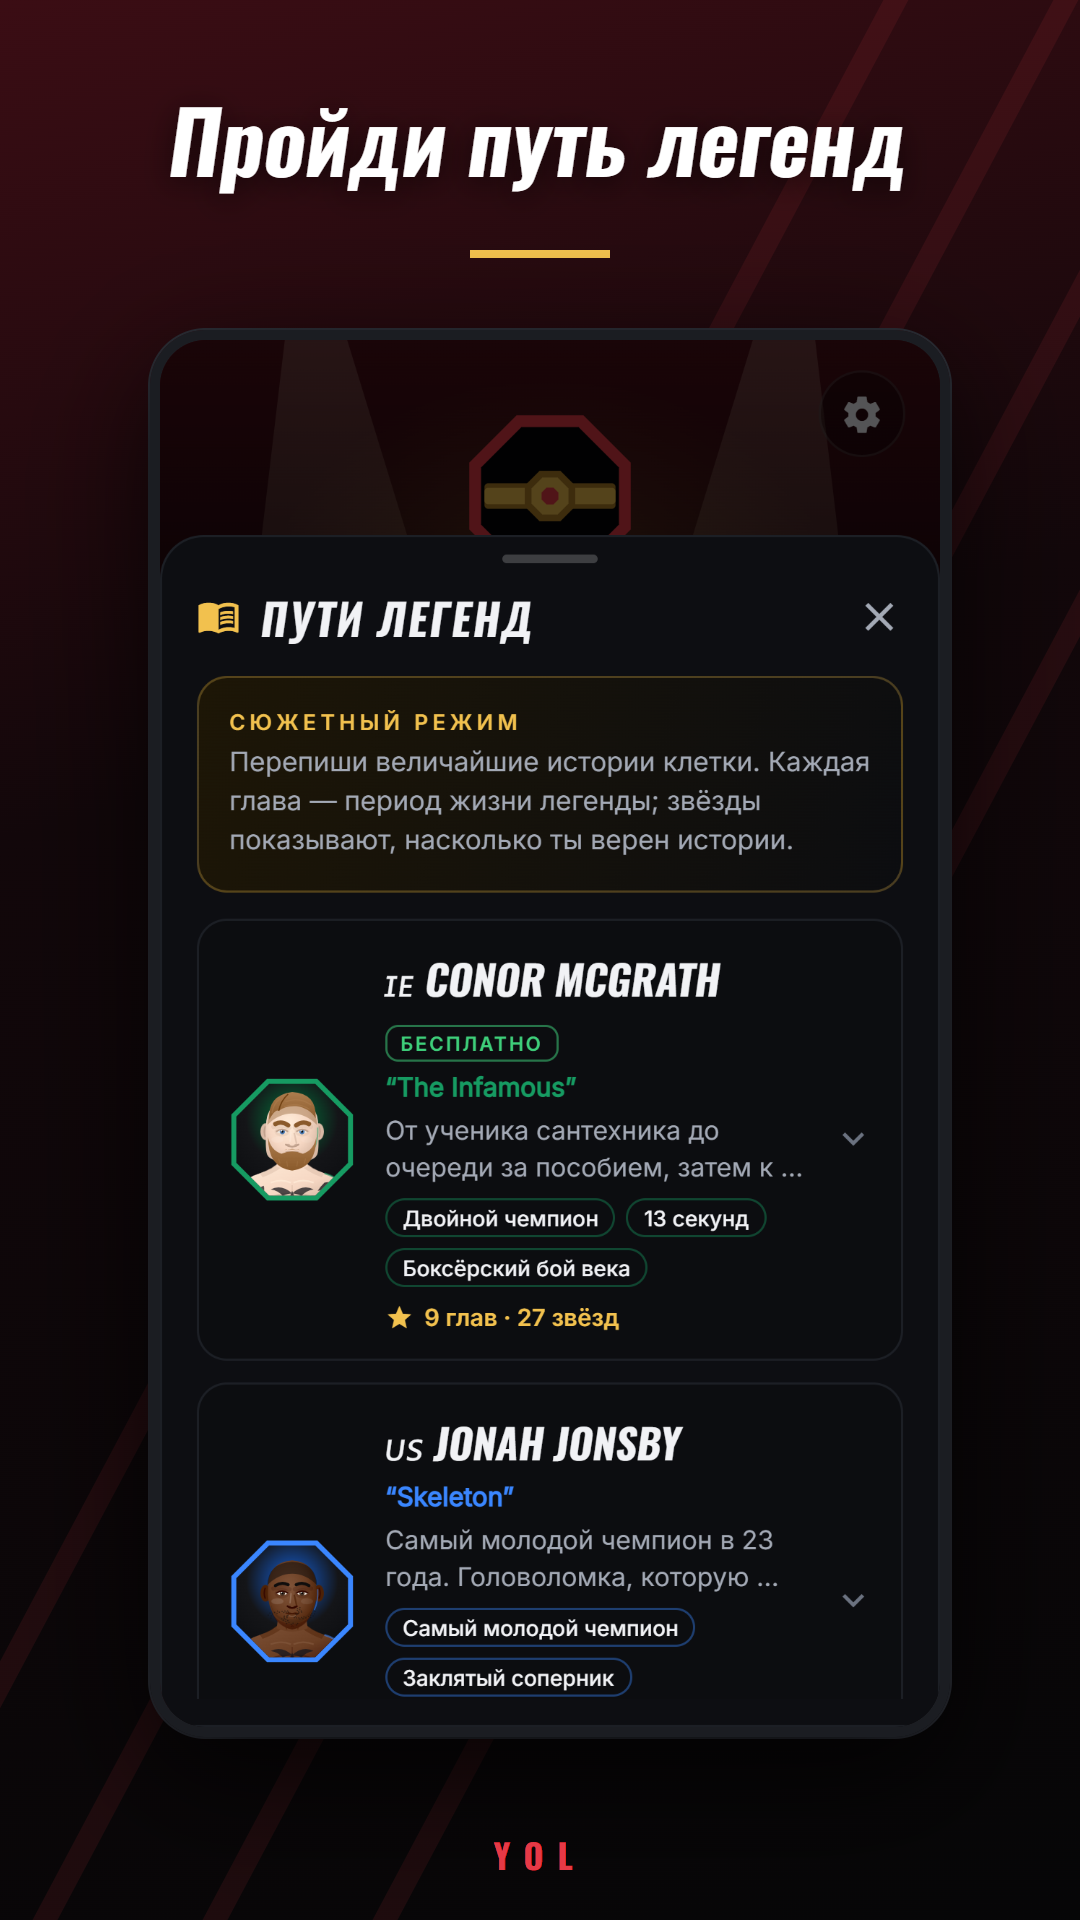 Пройди путь легенд
ПУТИ ЛЕГЕНД
СЮЖЕТНЫЙ РЕЖИМ
Перепиши величайшие истории клетки. Каждая
глава — период жизни легенды; звёзды
показывают, насколько ты верен истории.
IE CONOR MCGRATH
БЕСПЛАТНО
“The Infamous”
От ученика сантехника до
очереди за пособием, затем к ...
Двойной чемпион 13 секунд
Боксёрский бой века
9 глав · 27 звёзд
US JONAH JONSBY
“Skeleton”
Самый молодой чемпион в 23
года. Головоломка, которую ...
Самый молодой чемпион
Заклятый соперник
YOL